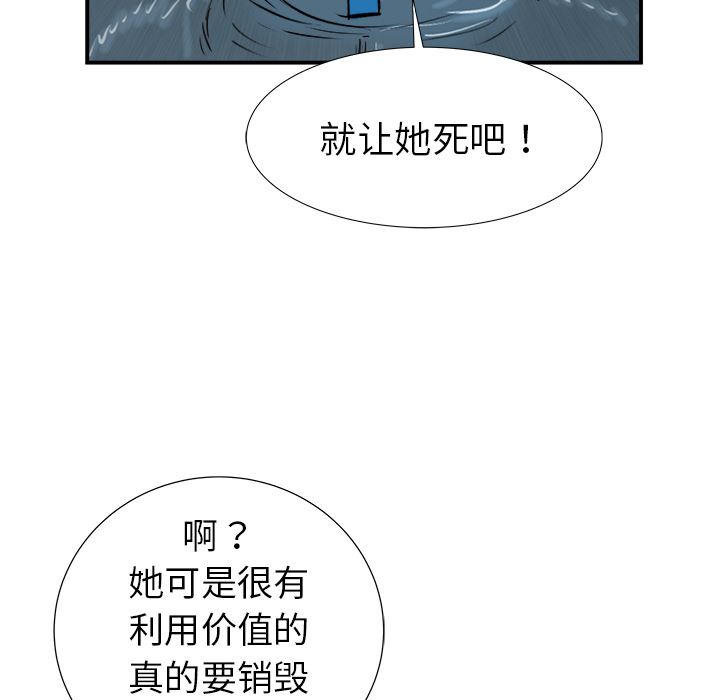 就让她死吧！
啊？
她可是很有
利用价值的
真的要销毁